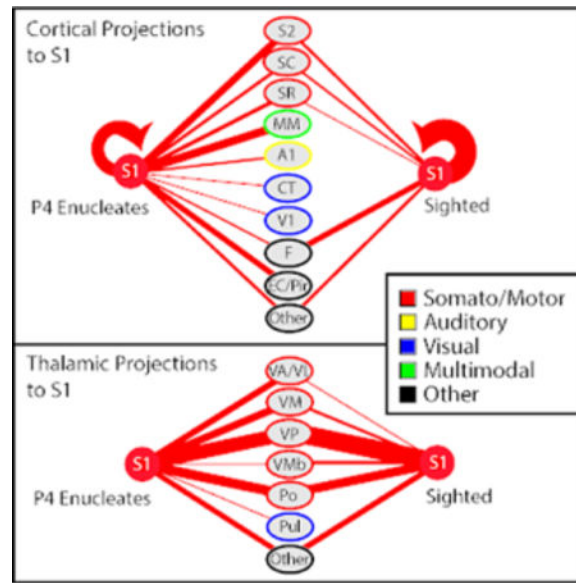 Cortical Projections
to S1
S2
SC
SR
MM
A1
CT
V1
F
EC/Pir
Other
S1
P4 Enucleates
S1
Sighted
Somato/Motor
Auditory
Visual
Multimodal
Other
Thalamic Projections
to S1
VA/VL
VM
VP
VMb
Po
Pul
Other
S1
P4 Enucleates
S1
Sighted